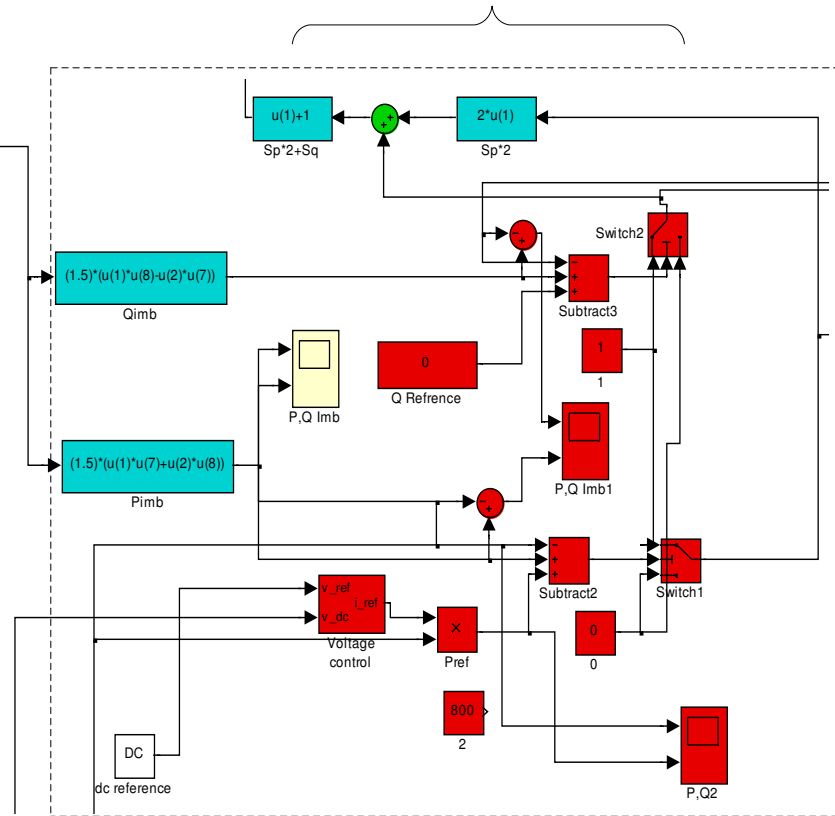 u(1)+1
2*u(1)
Sp*2+Sq
Sp*2
Switch2
(1.5)*(u(1)*u(8)-u(2)*u(7))
Qimb
Subtract3
0
Q Refrence
1
1
P,Q Imb
P,Q Imb1
(1.5)*(u(1)*u(7)+u(2)*u(8))
Pimb
Subtract2
Switch1
v_ref
i_ref
v_dc
Voltage
control
×
Pref
0
0
800
2
DC
dc reference
P,Q2